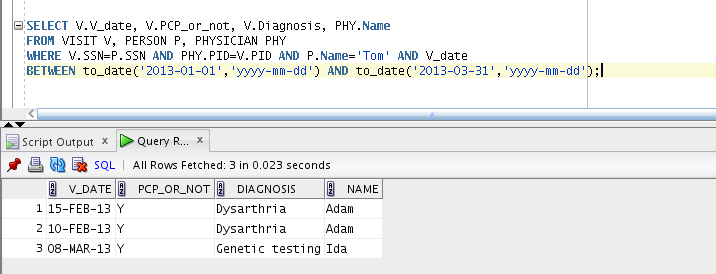 SELECT V.V_date, V.PCP_or_not, V.Diagnosis, PHY.Name
FROM VISIT V, PERSON P, PHYSICIAN PHY
WHERE V.SSN=P.SSN AND PHY.PID=V.PID AND P.Name='Tom' AND V_date
BETWEEN to_date('2013-01-01','yyyy-mm-dd') AND to_date('2013-03-31','yyyy-mm-dd');
Script Output x Query R... x
SQL | All Rows Fetched: 3 in 0.023 seconds
V_DATE PCP_OR_NOT DIAGNOSIS NAME
1 15-FEB-13 Y Dysarthria Adam
2 10-FEB-13 Y Dysarthria Adam
3 08-MAR-13 Y Genetic testing Ida